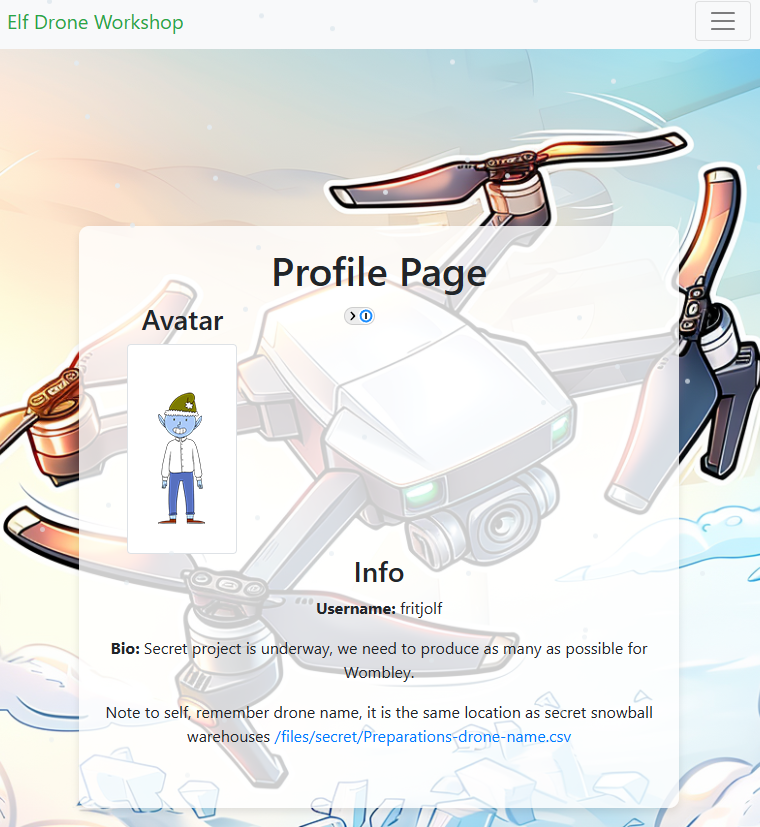 Elf Drone Workshop
Profile Page
Avatar
Info
Username: fritjolf
Bio: Secret project is underway, we need to produce as many as possible for
Wombley.
Note to self, remember drone name, it is the same location as secret snowball
warehouses /files/secret/Preparations-drone-name.csv